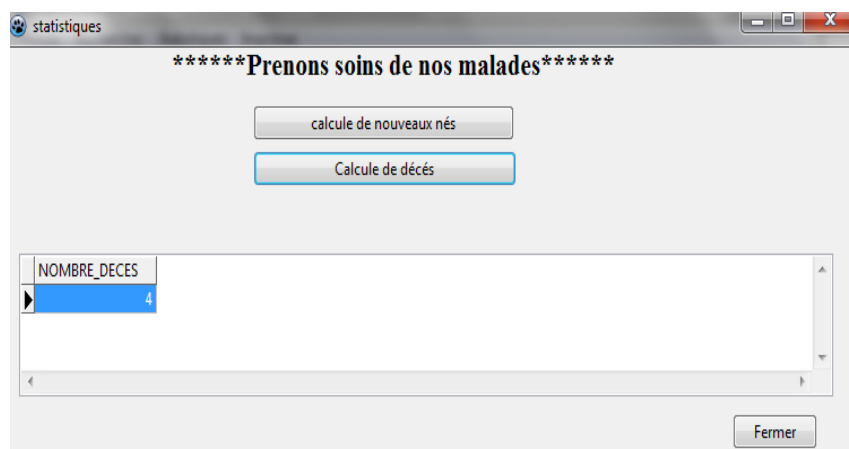 statistiques
******Prenons soins de nos malades******
calcule de nouveaux nés
Calcule de décés
NOMBRE_DECES
4
Fermer